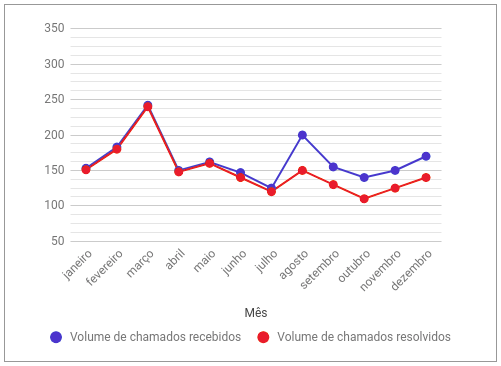 350
300
250
200
150
100
50
janeiro
fevereiro
março
abril
maio
junho
julho
agosto
setembro
outubro
novembro
dezembro
Mês
Volume de chamados recebidos
Volume de chamados resolvidos